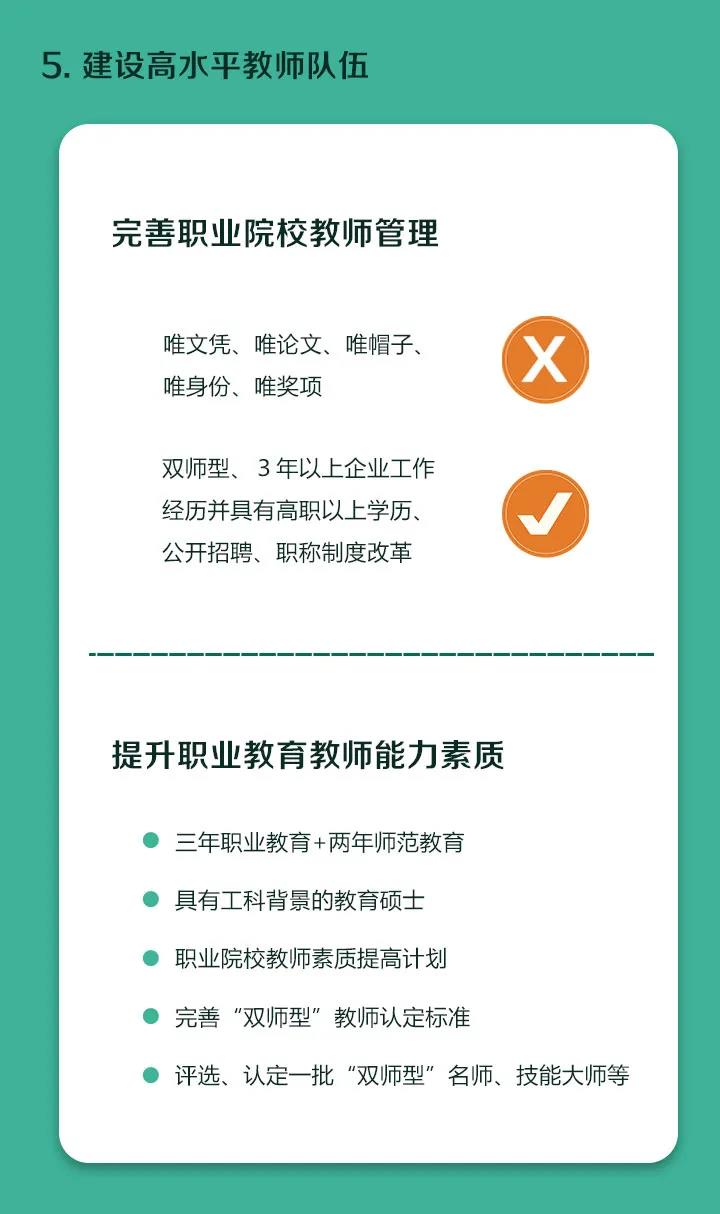 5. 建设高水平教师队伍
完善职业院校教师管理
唯文凭、唯论文、唯帽子、
唯身份、唯奖项
X
双师型、3年以上企业工作
经历并具有高职以上学历、
公开招聘、职称制度改革
提升职业教育教师能力素质
三年职业教育+两年师范教育
具有工科背景的教育硕士
职业院校教师素质提高计划
完善“双师型”教师认定标准
评选、认定一批“双师型”名师、技能大师等